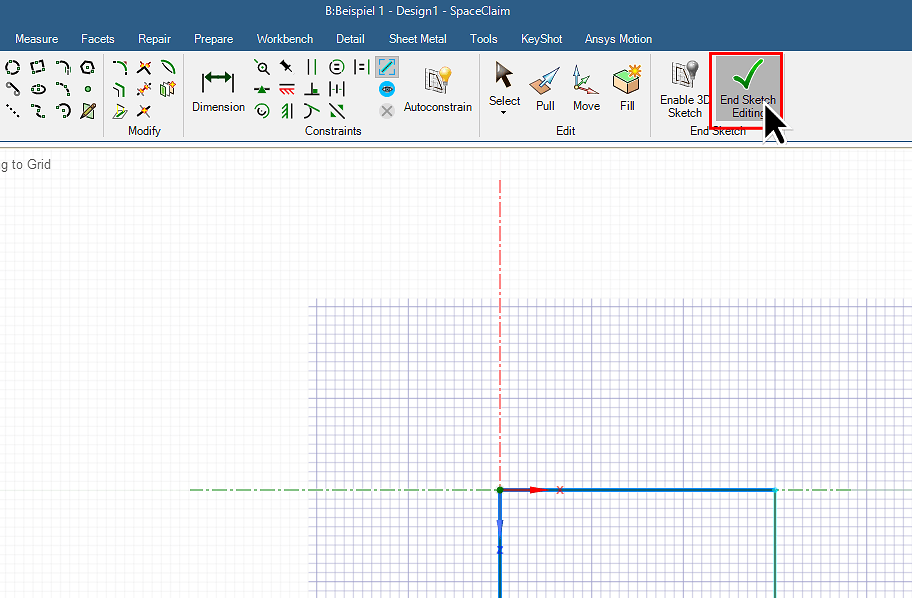 B:Beispiel 1 - Design1 - SpaceClaim
Measure Facets Repair Prepare Workbench Detail Sheet Metal Tools KeyShot Ansys Motion
Dimension
Autoconstrain
Select
Pull
Move
Fill
Enable 3D
Sketch
End Sketch
Editing
Modify
Constraints
Edit
End Sketch
g to Grid
X
Z